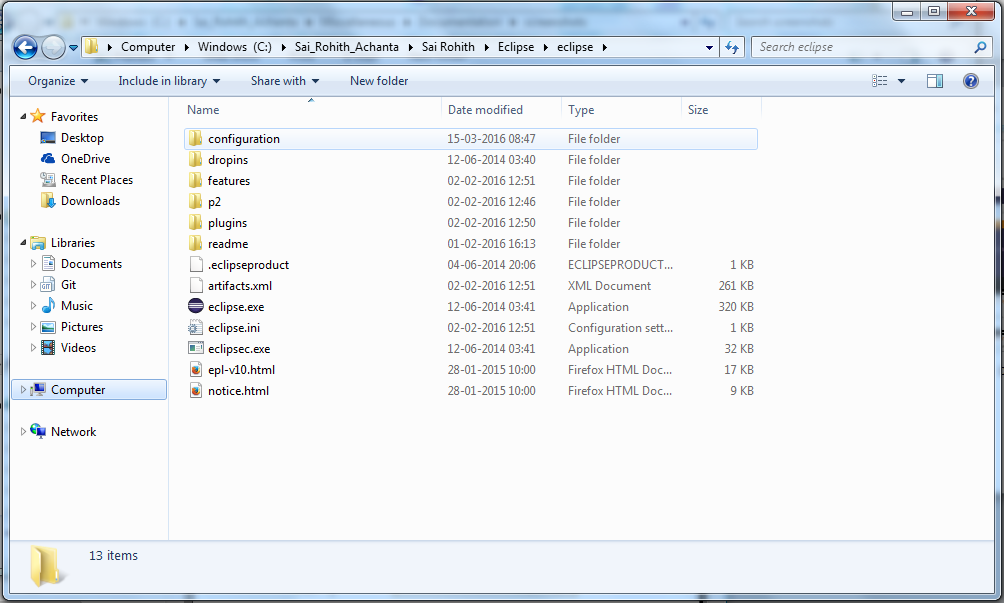 Computer Windows (C:) Sai_Rohith_Achanta Sai Rohith Eclipse eclipse Search eclipse
Organize Include in library Share with New folder
Favorites
Desktop
OneDrive
Recent Places
Downloads
Libraries
Documents
Git
Music
Pictures
Videos
Computer
Network
Name Date modified Type Size
configuration 15-03-2016 08:47 File folder
dropins 12-06-2014 03:40 File folder
features 02-02-2016 12:51 File folder
p2 02-02-2016 12:46 File folder
plugins 02-02-2016 12:50 File folder
readme 01-02-2016 16:13 File folder
.eclipseproduct 04-06-2014 20:06 ECLIPSEPRODUCT... 1 KB
artifacts.xml 02-02-2016 12:51 XML Document 261 KB
eclipse.exe 12-06-2014 03:41 Application 320 KB
eclipse.ini 02-02-2016 12:51 Configuration sett... 1 KB
eclipsec.exe 12-06-2014 03:41 Application 32 KB
epl-v10.html 28-01-2015 10:00 Firefox HTML Doc... 17 KB
notice.html 28-01-2015 10:00 Firefox HTML Doc... 9 KB
13 items